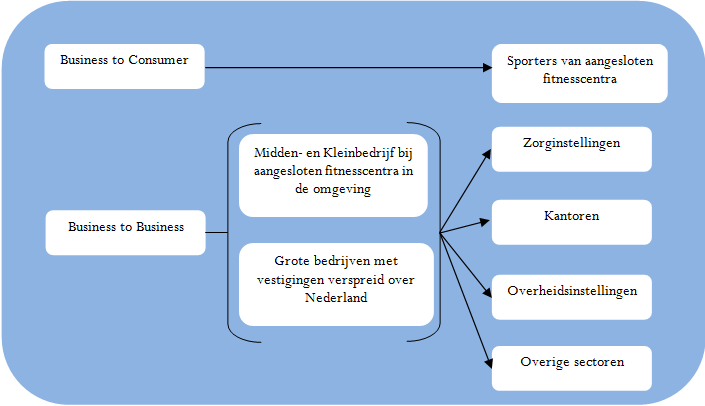 Business to Consumer
Sporters van aangesloten
fitnesscentra
Business to Business
Midden- en Kleinbedrijf bij
aangesloten fitnesscentra in
de omgeving
Grote bedrijven met
vestigingen verspreid over
Nederland
Zorginstellingen
Kantoren
Overheidsinstellingen
Overige sectoren